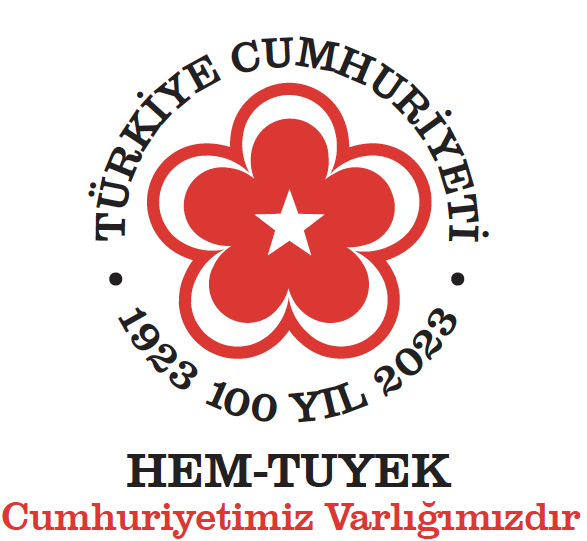 TÜRKİYE CUMHURİYETİ
1923 100 YIL 2023
HEM-TUYEK
Cumhuriyetimiz Varlığımızdır